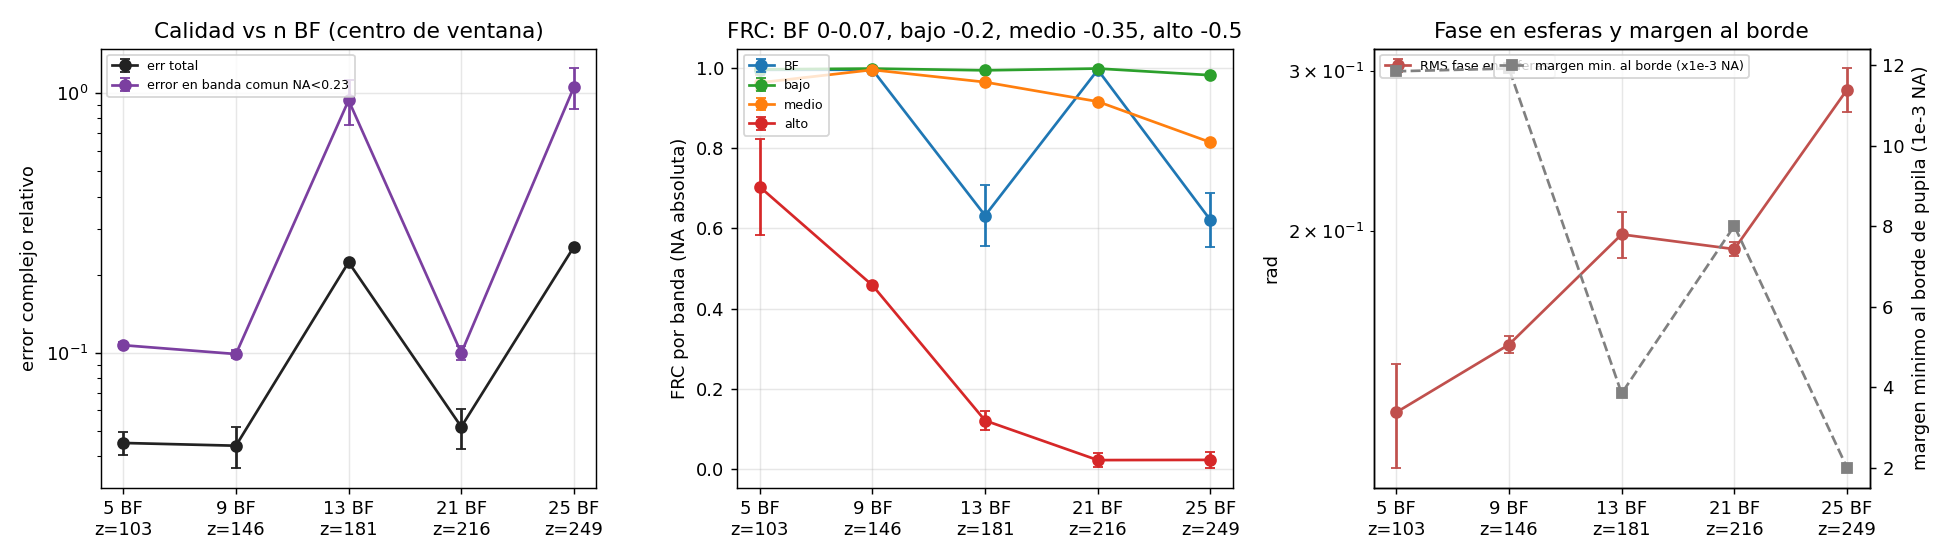 Calidad vs n BF (centro de ventana)
error complejo relativo
10⁰
10⁻¹
err total
error en banda comun NA<0.23
5 BF
z=103
9 BF
z=146
13 BF
z=181
21 BF
z=216
25 BF
z=249
FRC: BF 0-0.07, bajo -0.2, medio -0.35, alto -0.5
FRC por banda (NA absoluta)
1.0
0.8
0.6
0.4
0.2
0.0
BF
bajo
medio
alto
5 BF
z=103
9 BF
z=146
13 BF
z=181
21 BF
z=216
25 BF
z=249
Fase en esferas y margen al borde
rad
3 × 10⁻¹
2 × 10⁻¹
RMS fase en
margen min. al borde (x1e-3 NA)
12
10
8
6
4
2
margen minimo al borde de pupila (1e-3 NA)
5 BF
z=103
9 BF
z=146
13 BF
z=181
21 BF
z=216
25 BF
z=249